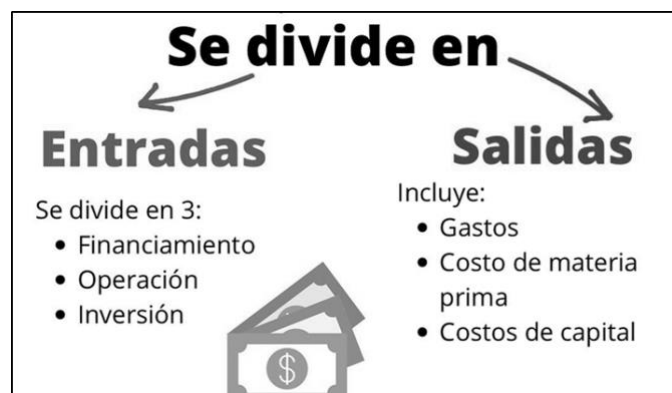 Se divide en
Entradas
Se divide en 3:
• Financiamiento
• Operación
• Inversión
Salidas
Incluye:
• Gastos
• Costo de materia
prima
• Costos de capital
$